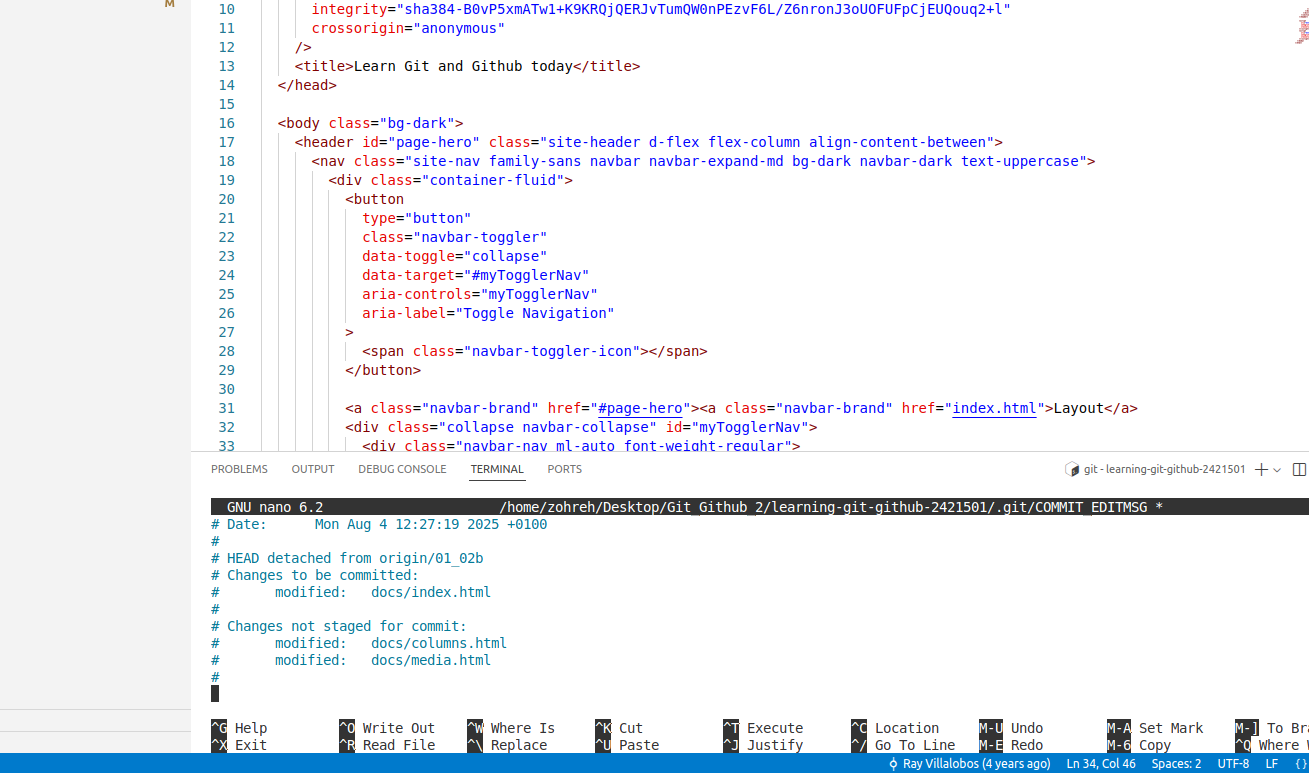 M
10 integrity="sha384-B0vP5xmATw1+K9KRQjQERJvTumQW0nPEzvF6L/Z6nronJ3oUOFUFpCjEUQouq2+l"
11 crossorigin="anonymous"
12 />
13 <title>Learn Git and Github today</title>
14 </head>
15
16 <body class="bg-dark">
17 <header id="page-hero" class="site-header d-flex flex-column align-content-between">
18 <nav class="site-nav family-sans navbar navbar-expand-md bg-dark navbar-dark text-uppercase">
19 <div class="container-fluid">
20 <button
21 type="button"
22 class="navbar-toggler"
23 data-toggle="collapse"
24 data-target="#myTogglerNav"
25 aria-controls="myTogglerNav"
26 aria-label="Toggle Navigation"
27 >
28 <span class="navbar-toggler-icon"></span>
29 </button>
30
31 <a class="navbar-brand" href="#page-hero"><a class="navbar-brand" href="index.html">Layout</a>
32 <div class="collapse navbar-collapse" id="myTogglerNav">
33 <div class="navbar-nav ml-auto font-weight-regular">
PROBLEMS OUTPUT DEBUG CONSOLE TERMINAL PORTS git - learning-git-github-2421501
GNU nano 6.2 /home/zohreh/Desktop/Git_Github_2/learning-git-github-2421501/.git/COMMIT_EDITMSG *
# Date: Mon Aug 4 12:27:19 2025 +0100
#
# HEAD detached from origin/01_02b
# Changes to be committed:
# modified: docs/index.html
#
# Changes not staged for commit:
# modified: docs/columns.html
# modified: docs/media.html
#
^G Help ^O Write Out ^W Where Is ^K Cut ^T Execute ^C Location M-U Undo M-A Set Mark M-] To Bra
^X Exit ^R Read File ^\ Replace ^U Paste ^J Justify ^/ Go To Line M-E Redo M-6 Copy ^Q Where W
Ray Villalobos (4 years ago) Ln 34, Col 46 Spaces: 2 UTF-8 LF {}